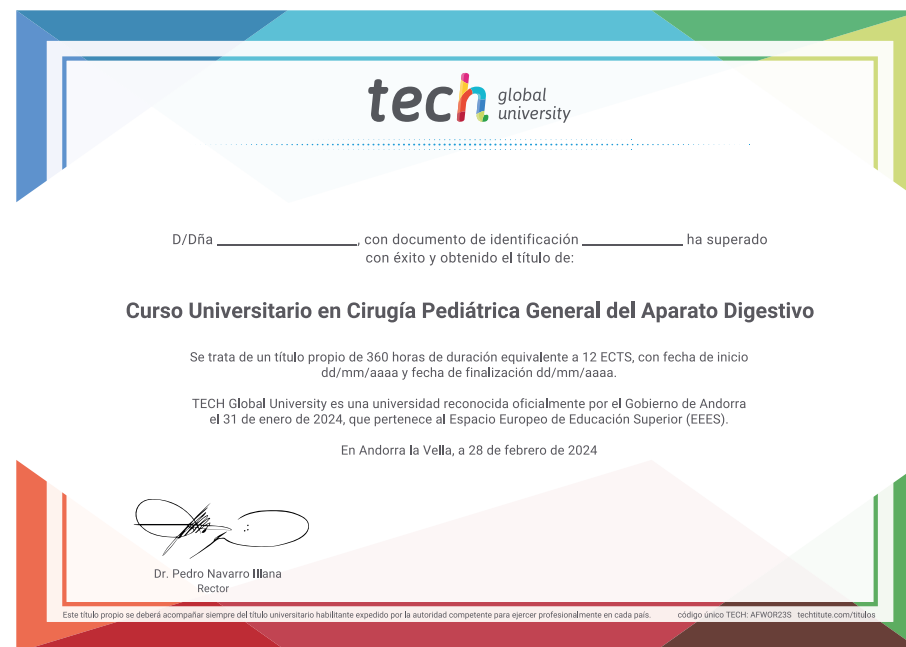 tech global university
D/Dña ____________________, con documento de identificación ______________ ha superado
con éxito y obtenido el título de:
Curso Universitario en Cirugía Pediátrica General del Aparato Digestivo
Se trata de un título propio de 360 horas de duración equivalente a 12 ECTS, con fecha de inicio
dd/mm/aaaa y fecha de finalización dd/mm/aaaa.
TECH Global University es una universidad reconocida oficialmente por el Gobierno de Andorra
el 31 de enero de 2024, que pertenece al Espacio Europeo de Educación Superior (EEES).
En Andorra la Vella, a 28 de febrero de 2024
Dr. Pedro Navarro Illana
Rector
Este título propio se deberá acompañar siempre del título universitario habilitante expedido por la autoridad competente para ejercer profesionalmente en cada país. código único TECH: AFWOR23S techtitute.com/titulos